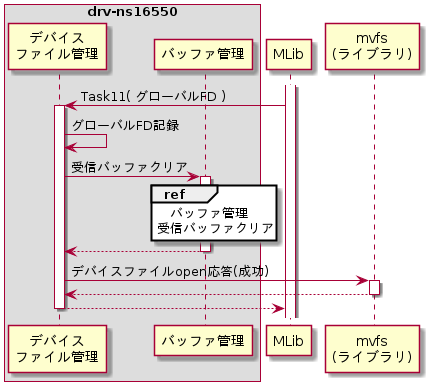 drv-ns16550
デバイス
ファイル管理
バッファ管理
MLib
mvfs
(ライブラリ)
Task11( グローバルFD )
グローバルFD記録
受信バッファクリア
ref
バッファ管理
受信バッファクリア
デバイスファイルopen応答(成功)
デバイス
ファイル管理
バッファ管理
MLib
mvfs
(ライブラリ)